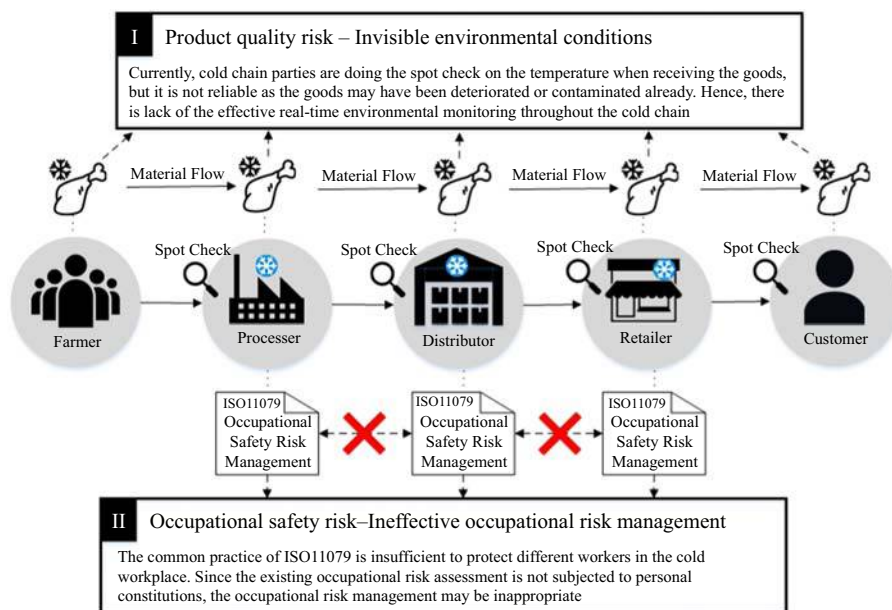 I
Product quality risk – Invisible environmental conditions
Currently, cold chain parties are doing the spot check on the temperature when receiving the goods,
but it is not reliable as the goods may have been deteriorated or contaminated already. Hence, there
is lack of the effective real-time environmental monitoring throughout the cold chain
Material Flow
Material Flow
Material Flow
Material Flow
Spot Check
Spot Check
Spot Check
Spot Check
Farmer
Processer
Distributor
Retailer
Customer
ISO11079
Occupational
Safety Risk
Management
ISO11079
Occupational
Safety Risk
Management
ISO11079
Occupational
Safety Risk
Management
II
Occupational safety risk–Ineffective occupational risk management
The common practice of ISO11079 is insufficient to protect different workers in the cold
workplace. Since the existing occupational risk assessment is not subjected to personal
constitutions, the occupational risk management may be inappropriate